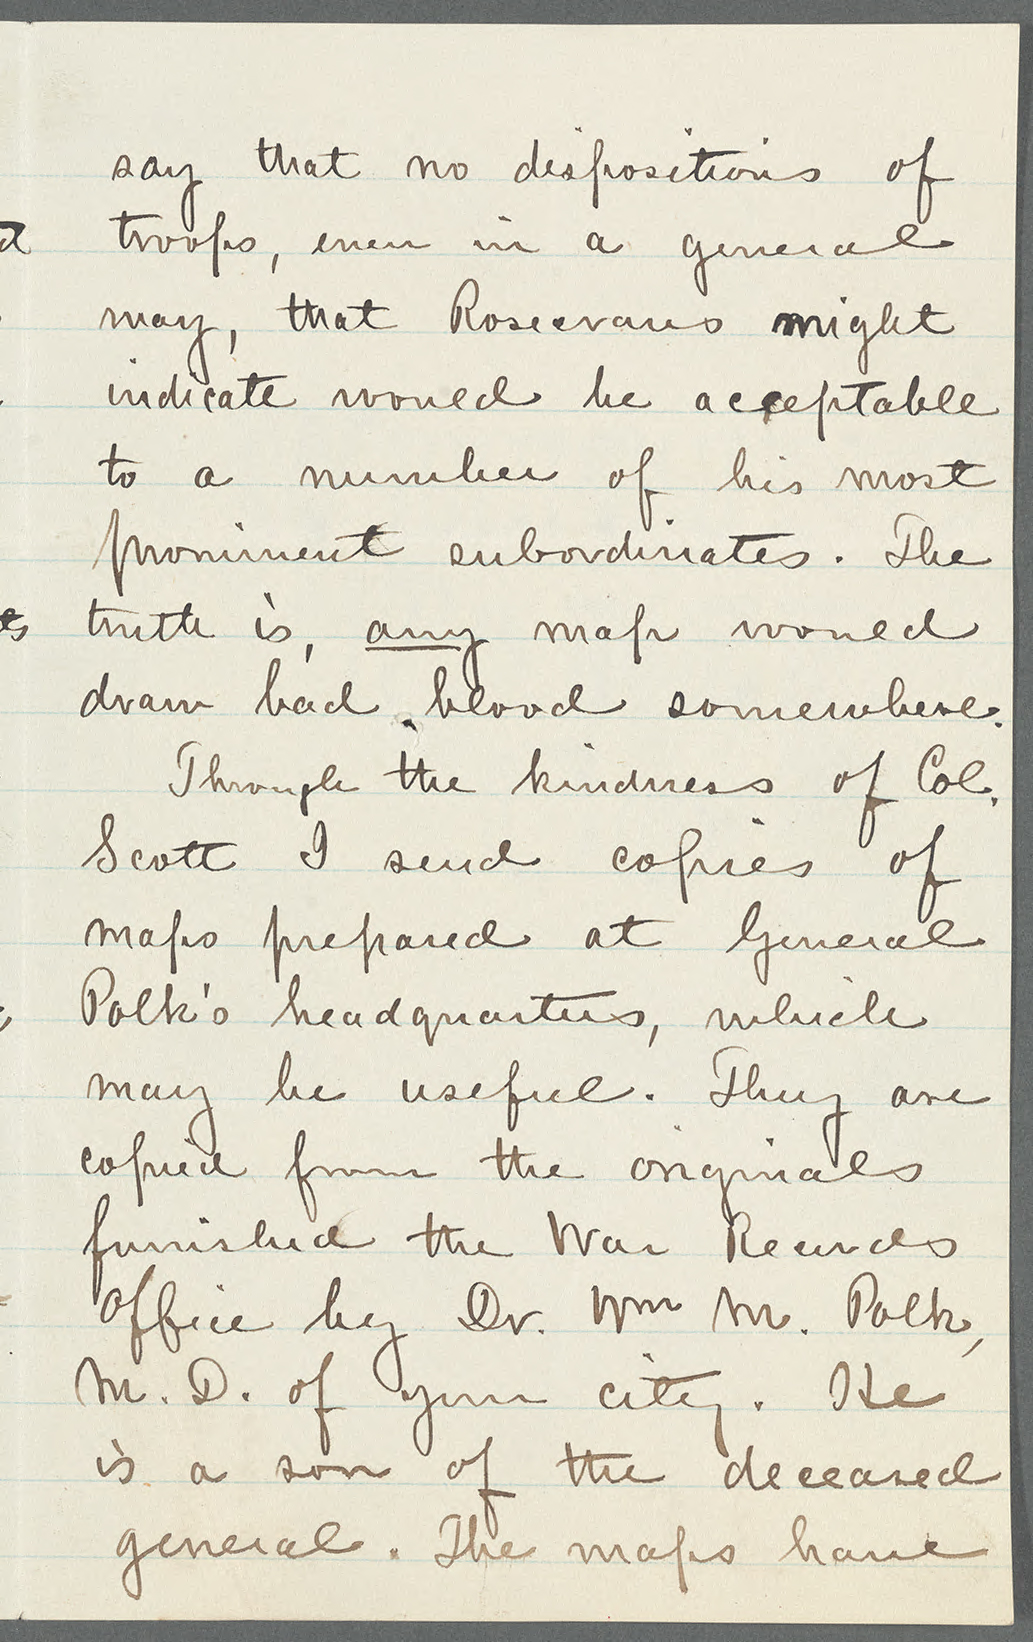 say that no dispositions of
troops, even in a general
way, that Rosecrans might
indicate would be acceptable
to a number of his most
prominent subordinates. The
truth is, any map would
draw bad blood somewhere.
Through the kindness of Col.
Scott I send copies of
maps prepared at General
Polk's headquarters, which
may be useful. They are
copied from the originals
furnished the War Records
Office by Dr. Wm M. Polk,
M. D. of your city. He
is a son of the deceased
general. The maps have